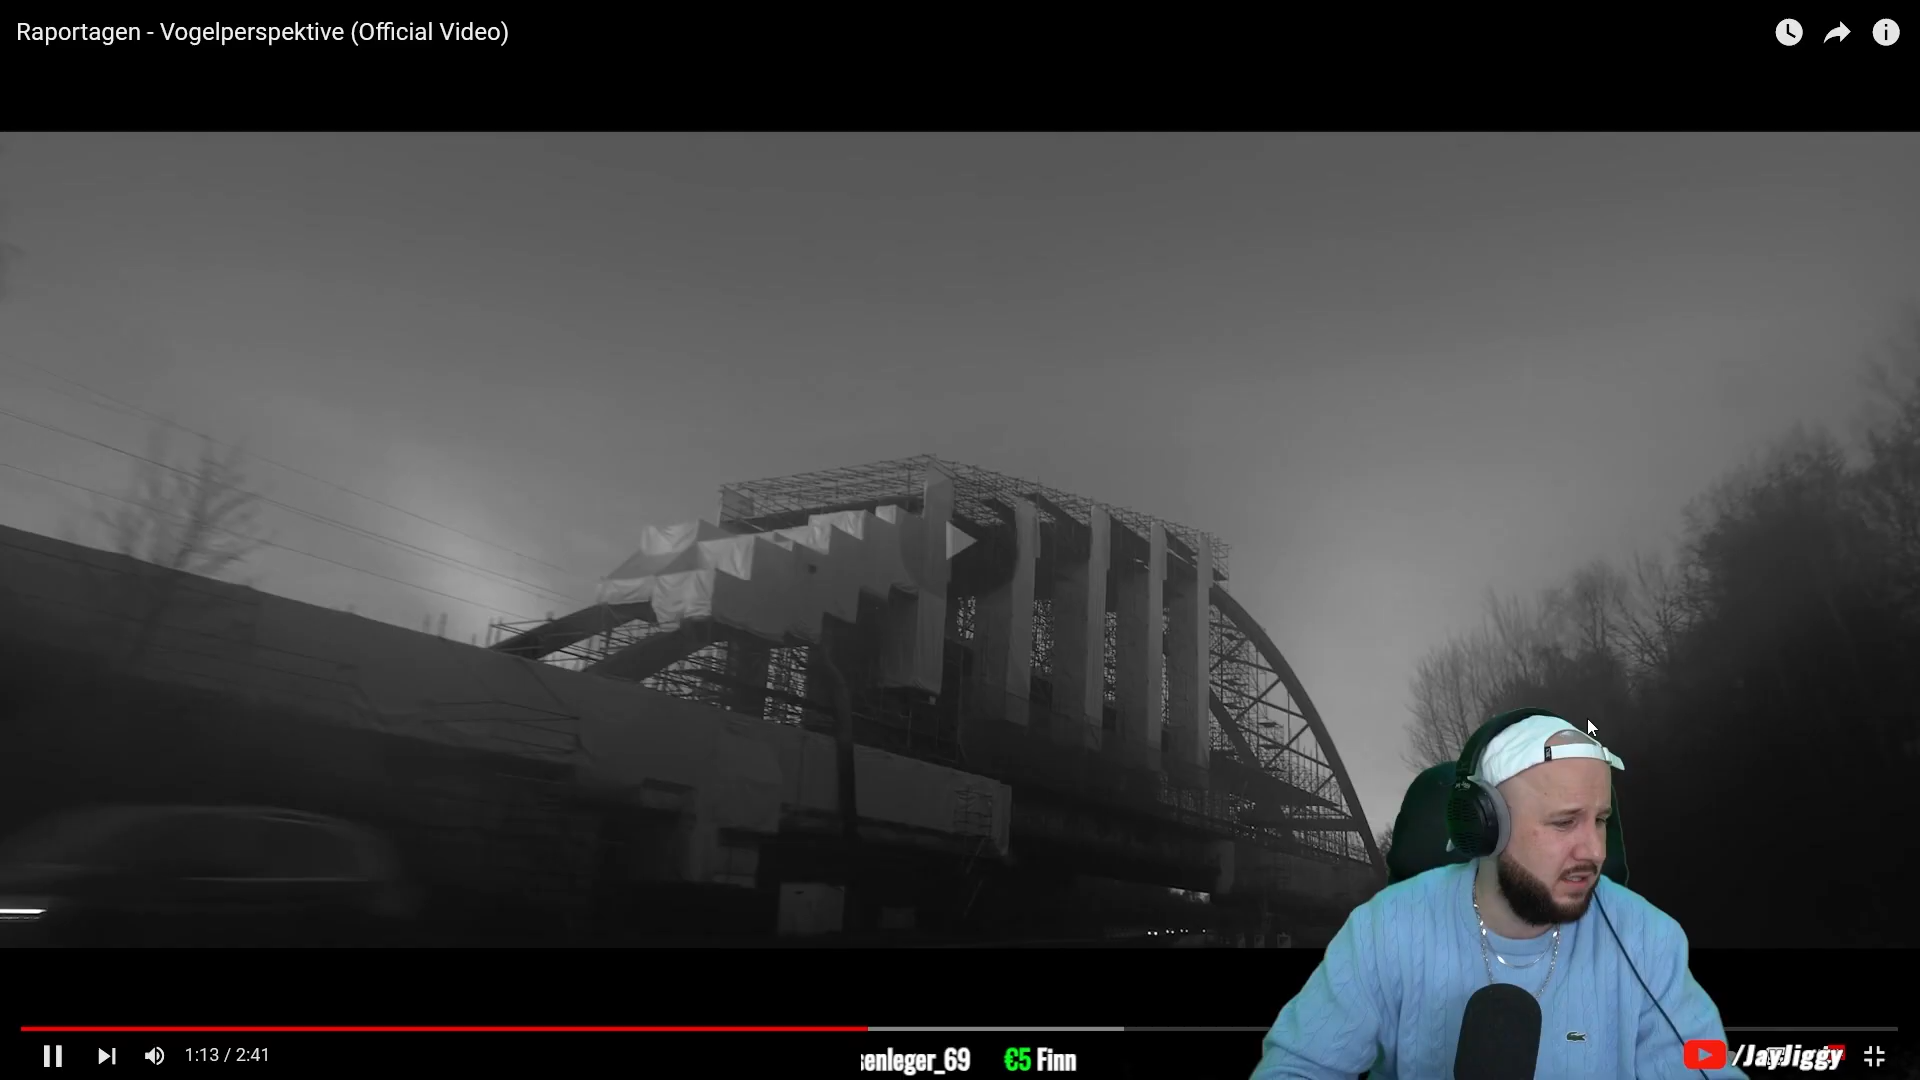 Raportagen - Vogelperspektive (Official Video)
1:13 / 2:41
enleger_69 €5 Finn
/JayJiggy